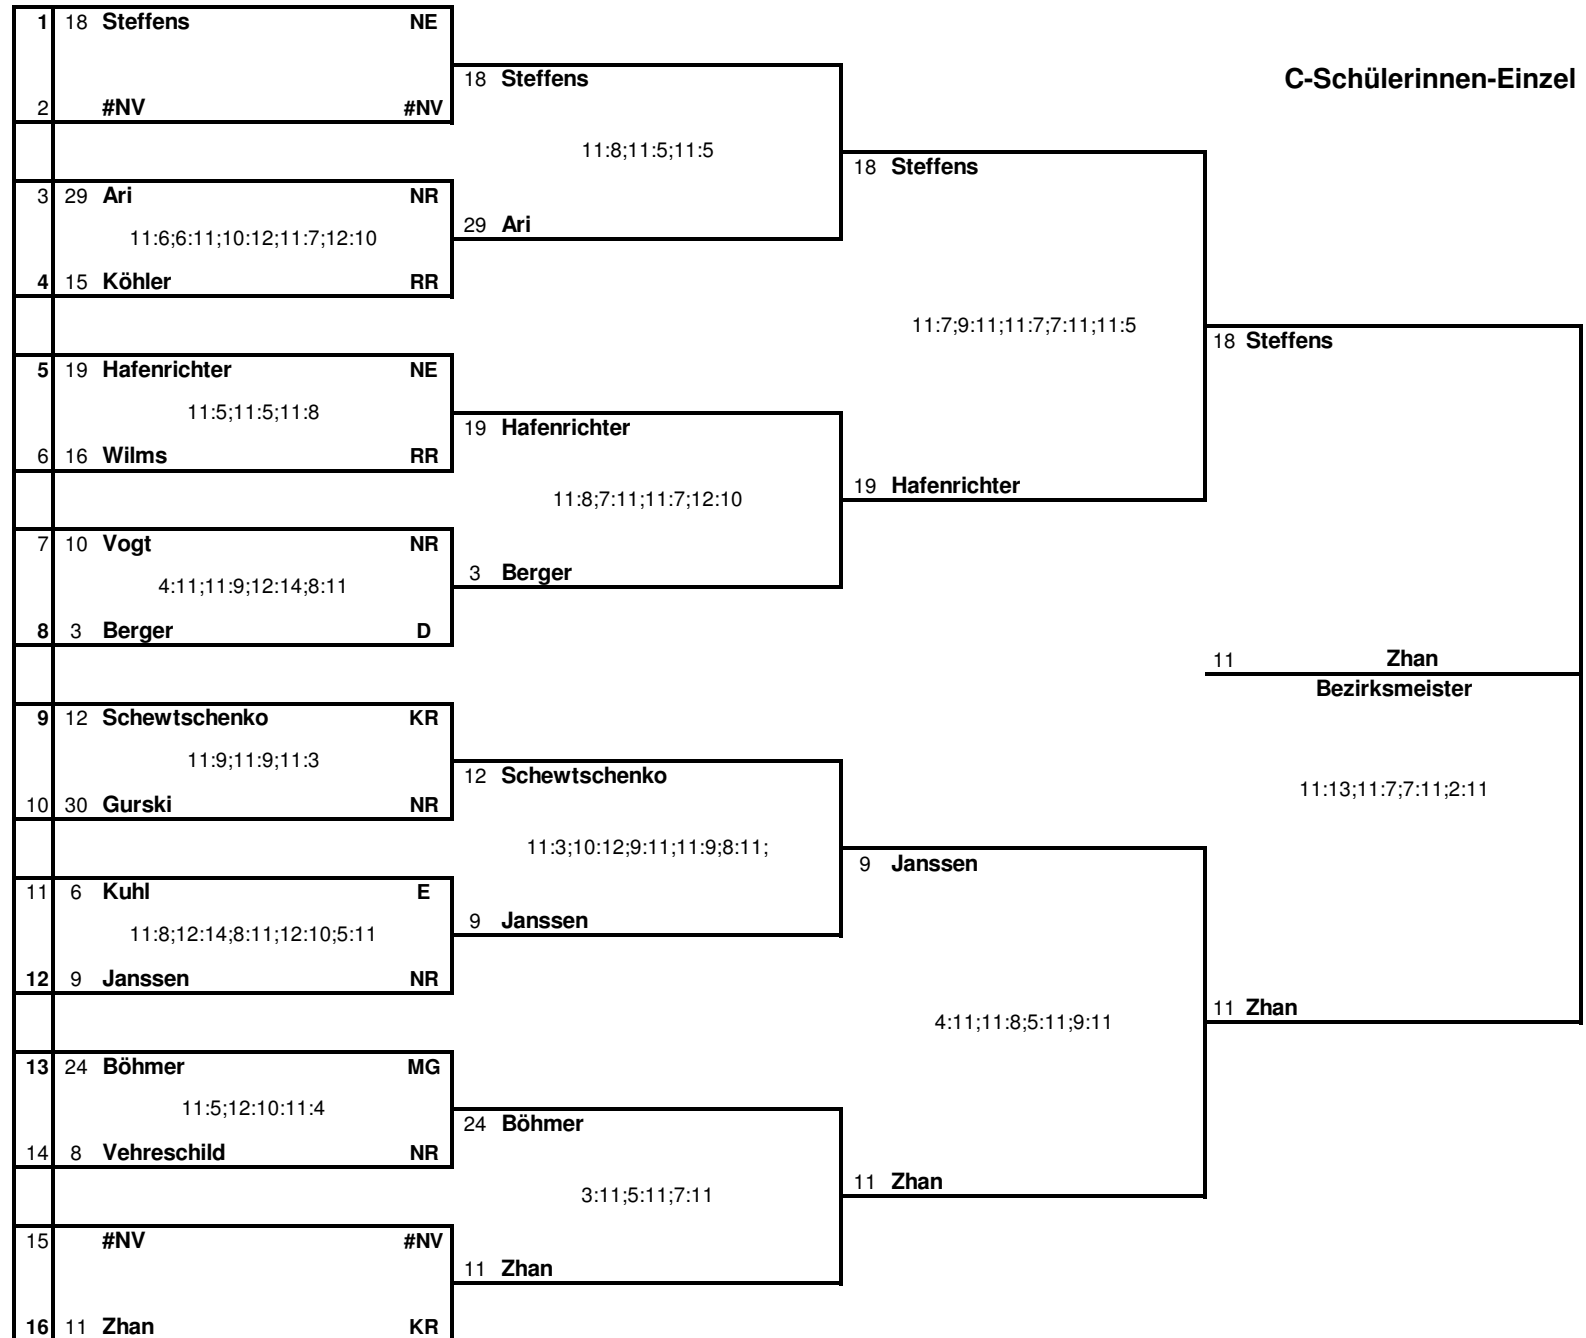 1 18 Steffens NE
18 Steffens
C-Schülerinnen-Einzel
2 #NV #NV
11:8;11:5;11:5
18 Steffens
3 29 Ari NR
29 Ari
11:6;6:11;10:12;11:7;12:10
4 15 Köhler RR
11:7;9:11;11:7;7:11;11:5
18 Steffens
5 19 Hafenrichter NE
11:5;11:5;11:8
19 Hafenrichter
6 16 Wilms RR
19 Hafenrichter
11:8;7:11;11:7;12:10
7 10 Vogt NR
3 Berger
4:11;11:9;12:14;8:11
8 3 Berger D
11 Zhan
Bezirksmeister
9 12 Schewtschenko KR
11:9;11:9;11:3
12 Schewtschenko
11:13;11:7;7:11;2:11
10 30 Gurski NR
11:3;10:12;9:11;11:9;8:11;
9 Janssen
11 6 Kuhl E
9 Janssen
11:8;12:14;8:11;12:10;5:11
12 9 Janssen NR
11 Zhan
4:11;11:8;5:11;9:11
13 24 Böhmer MG
11:5;12:10:11:4
24 Böhmer
14 8 Vehreschild NR
11 Zhan
3:11;5:11;7:11
15 #NV #NV
11 Zhan
16 11 Zhan KR